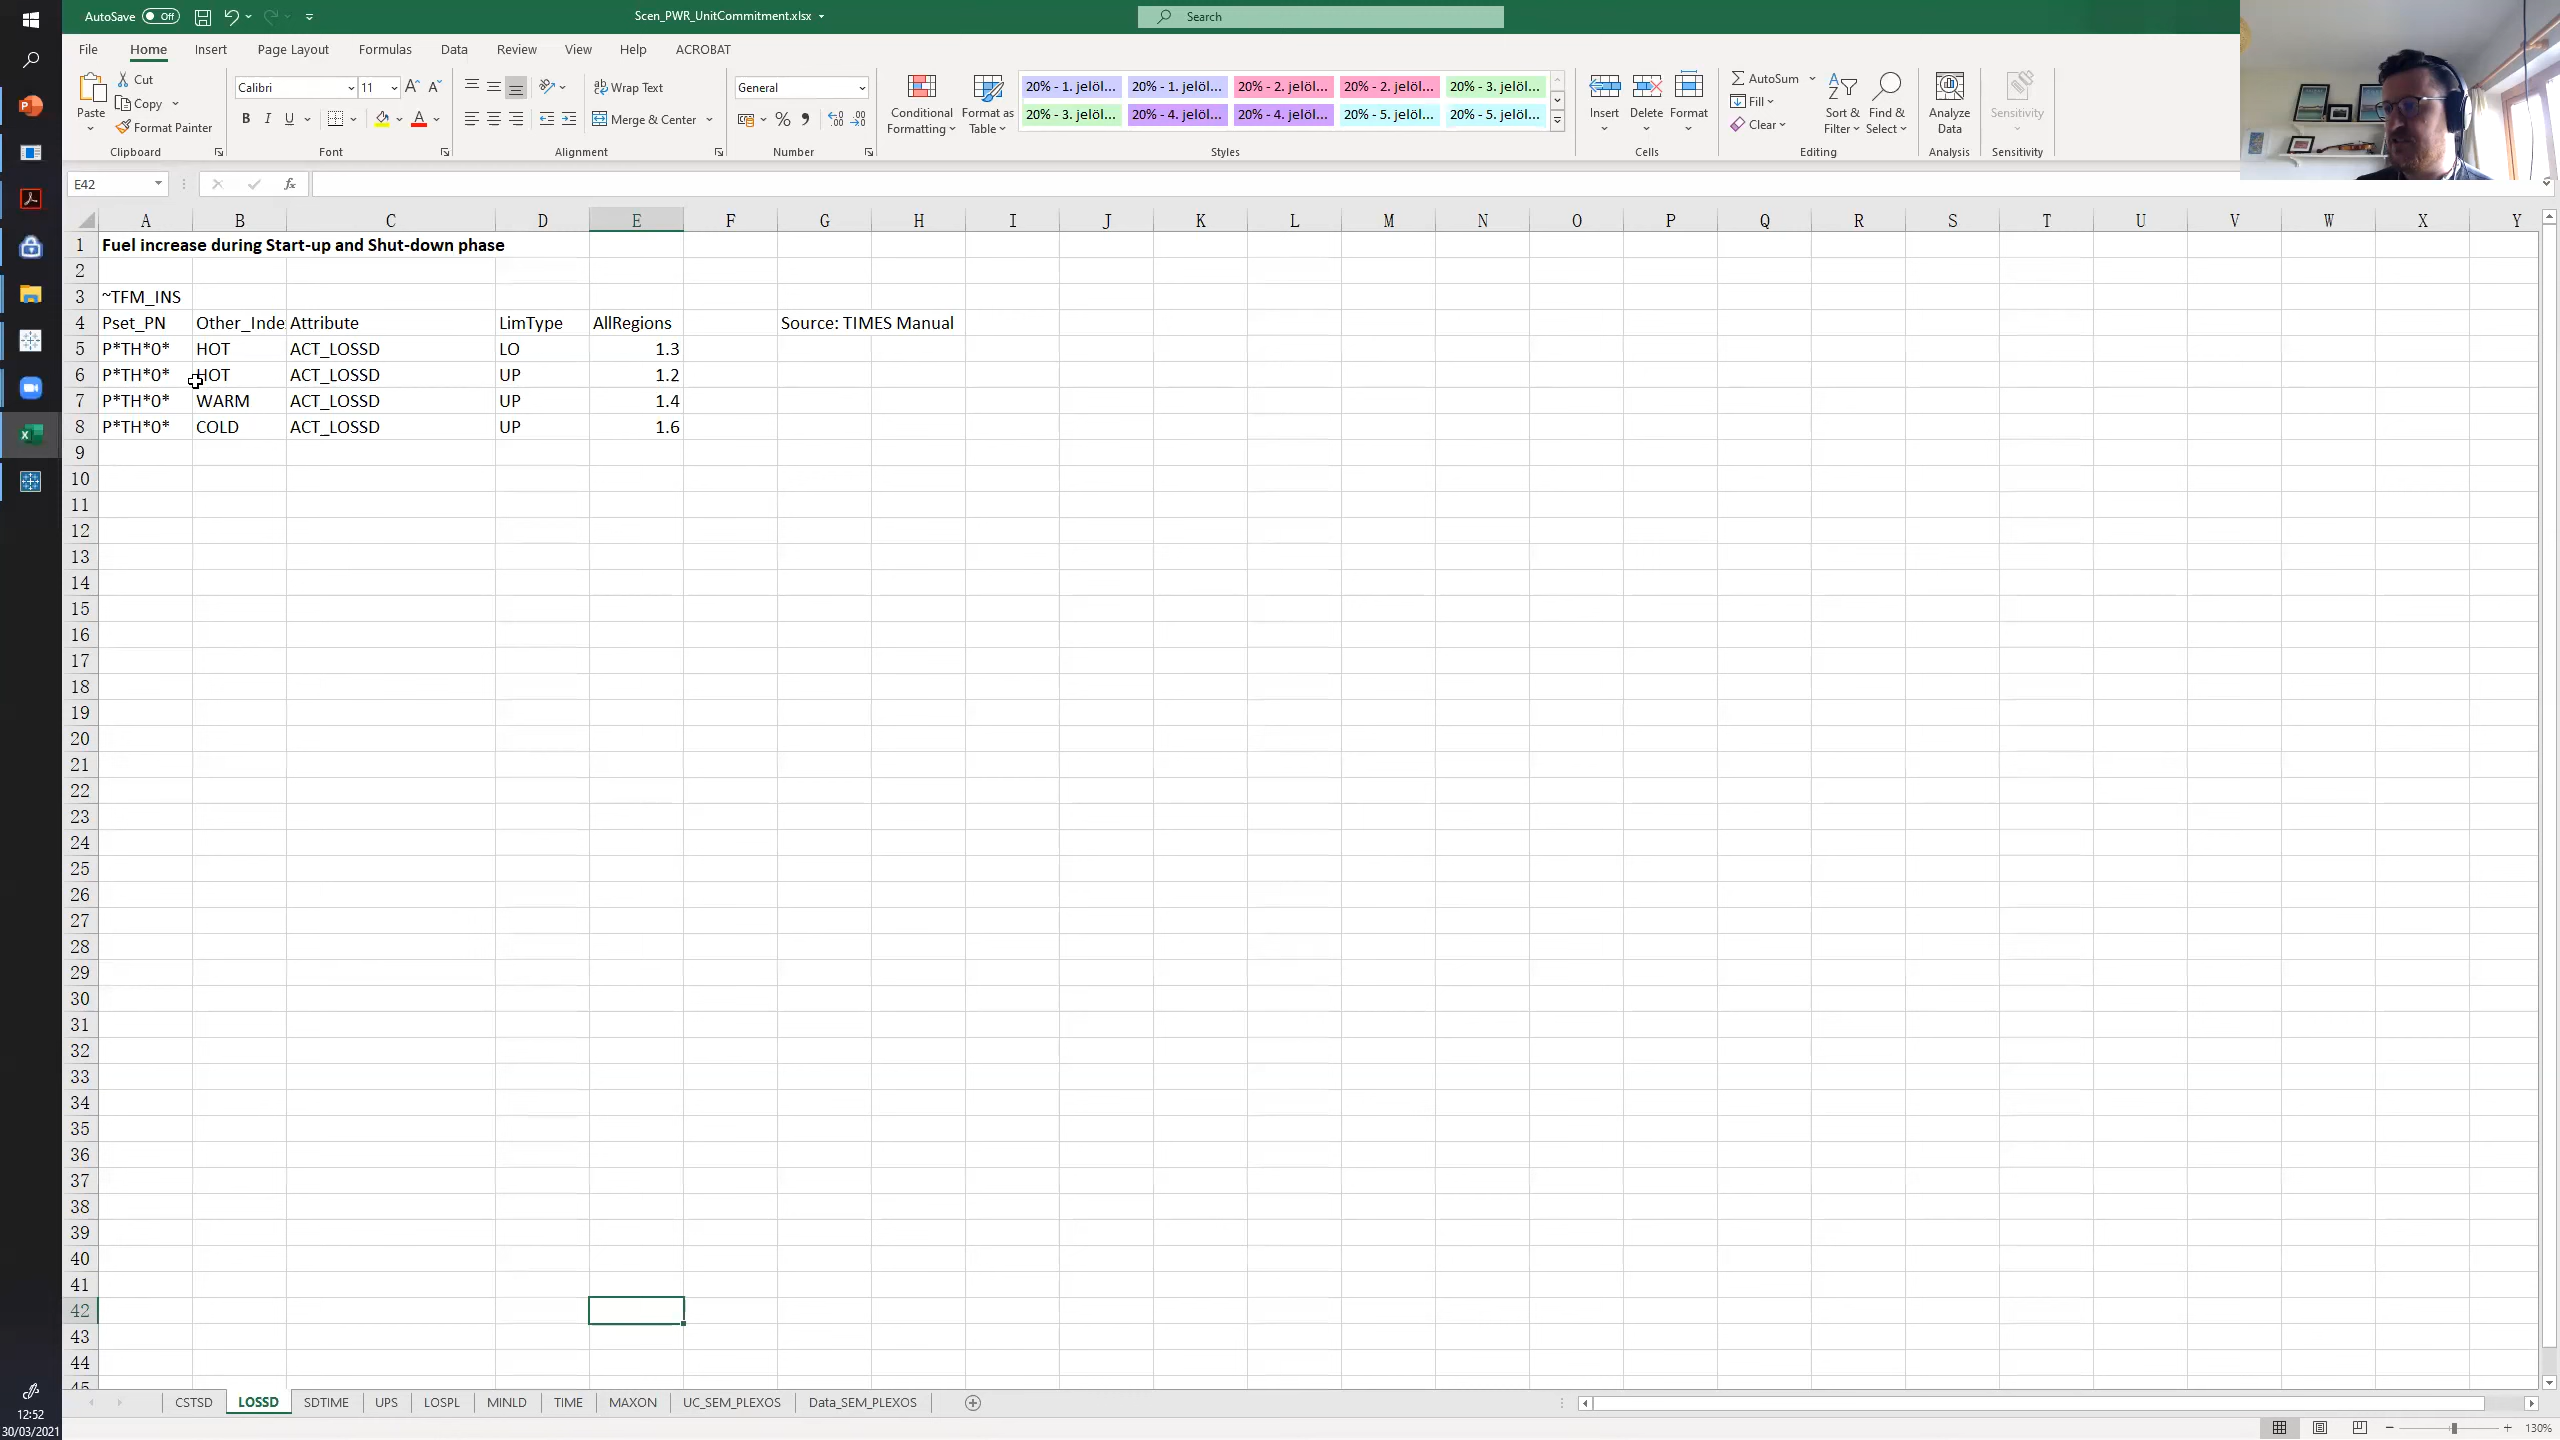 AutoSave Off Scen_PWR_UnitCommitment.xlsx Search
File Home Insert Page Layout Formulas Data Review View Help ACROBAT
Paste Cut Copy Format Painter Clipboard
Calibri 11 B I U A Font
Wrap Text Merge & Center Alignment
General % Number
Conditional Formatting Format as Table
20% - 1. jelöl... 20% - 1. jelöl... 20% - 2. jelöl... 20% - 2. jelöl... 20% - 3. jelöl...
20% - 3. jelöl... 20% - 4. jelöl... 20% - 4. jelöl... 20% - 5. jelöl... 20% - 5. jelöl...
Styles
Insert Delete Format Cells
AutoSum Fill Clear Sort & Filter Find & Select Editing
Analyze Data Analysis
Sensitivity Sensitivity
E42 fx
A B C D E F G H I J K L M N O P Q R S T U V W X Y
1 Fuel increase during Start-up and Shut-down phase
2
3 ~TFM_INS
4 Pset_PN Other_Inde Attribute LimType AllRegions Source: TIMES Manual
5 P*TH*0* HOT ACT_LOSSD LO 1.3
6 P*TH*0* HOT ACT_LOSSD UP 1.2
7 P*TH*0* WARM ACT_LOSSD UP 1.4
8 P*TH*0* COLD ACT_LOSSD UP 1.6
9
10
11
12
13
14
15
16
17
18
19
20
21
22
23
24
25
26
27
28
29
30
31
32
33
34
35
36
37
38
39
40
41
42
43
44
45
CSTSD LOSSD SDTIME UPS LOSPL MINLD TIME MAXON UC_SEM_PLEXOS Data_SEM_PLEXOS
130%
12:52
30/03/2021